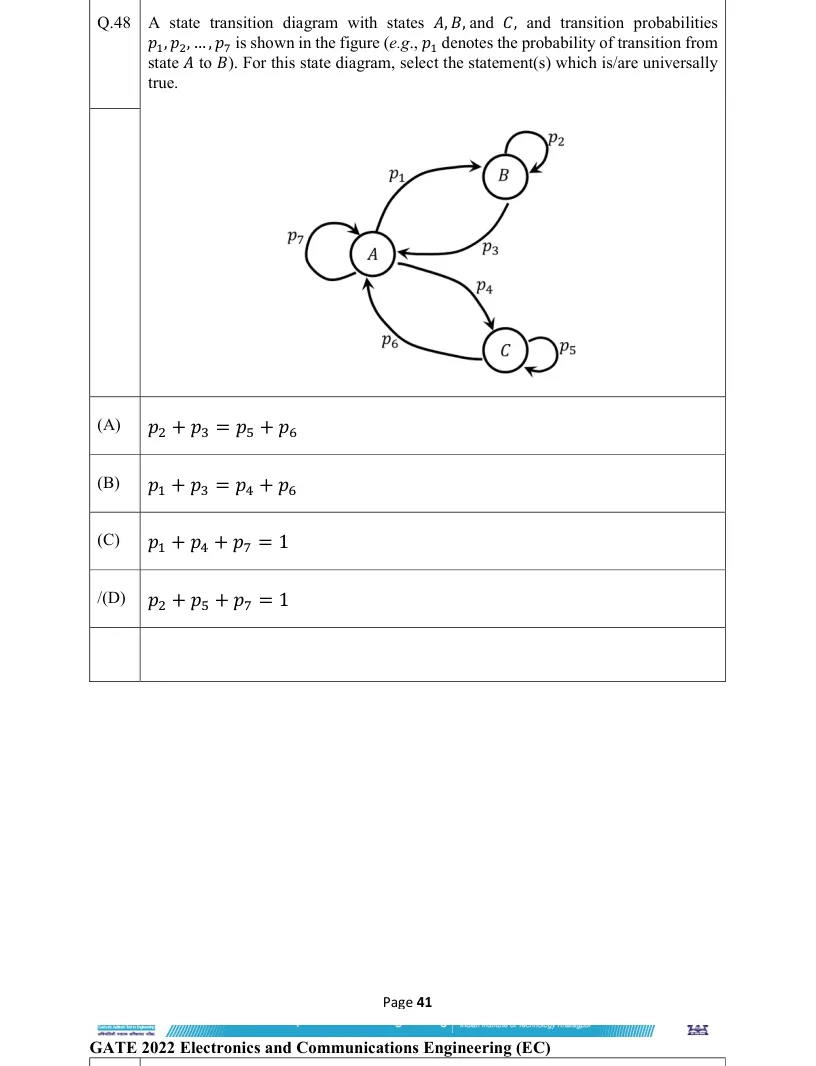 Q.48 A state transition diagram with states A, B, and C, and transition probabilities
p₁, p₂, …, p₇ is shown in the figure (e.g., p₁ denotes the probability of transition from
state A to B). For this state diagram, select the statement(s) which is/are universally
true.
p₂
p₁
B
p₇
A
p₃
p₄
p₆
C
p₅
(A) p₂ + p₃ = p₅ + p₆
(B) p₁ + p₃ = p₄ + p₆
(C) p₁ + p₄ + p₇ = 1
/(D) p₂ + p₅ + p₇ = 1
Page 41
GATE 2022 Electronics and Communications Engineering (EC)